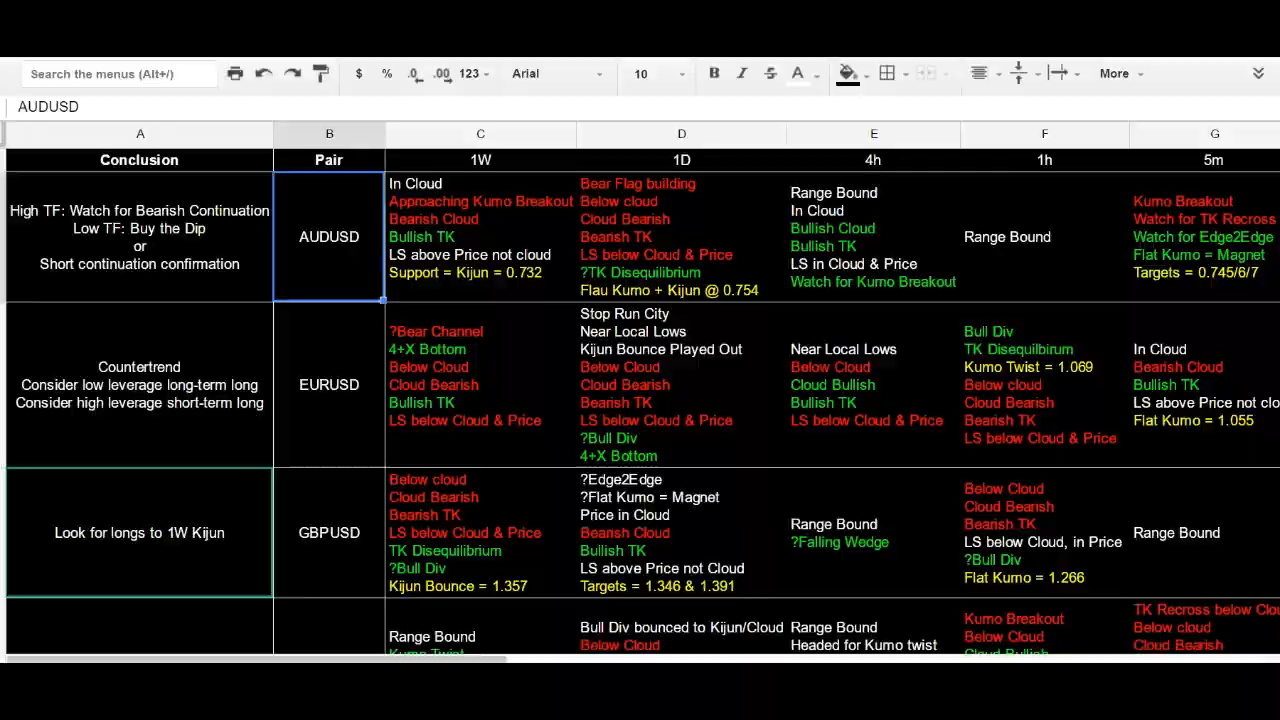 Search the menus (Alt+/)
$ % .0 .00 123 Arial 10 B I S A More
AUDUSD
A B C D E F G
Conclusion Pair 1W 1D 4h 1h 5m
High TF: Watch for Bearish Continuation
Low TF: Buy the Dip
or
Short continuation confirmation
AUDUSD
In Cloud
Approaching Kumo Breakout
Bearish Cloud
Bullish TK
LS above Price not cloud
Support = Kijun = 0.732
Bear Flag building
Below cloud
Cloud Bearish
Bearish TK
LS below Cloud & Price
?TK Disequilibrium
Flau Kumo + Kijun @ 0.754
Range Bound
In Cloud
Bullish Cloud
Bullish TK
LS in Cloud & Price
Watch for Kumo Breakout
Range Bound
Kumo Breakout
Watch for TK Recross
Watch for Edge2Edge
Flat Kumo = Magnet
Targets = 0.745/6/7
Countertrend
Consider low leverage long-term long
Consider high leverage short-term long
EURUSD
?Bear Channel
4+X Bottom
Below Cloud
Cloud Bearish
Bullish TK
LS below Cloud & Price
Stop Run City
Near Local Lows
Kijun Bounce Played Out
Below Cloud
Cloud Bearish
Bearish TK
LS below Cloud & Price
?Bull Div
4+X Bottom
Near Local Lows
Below Cloud
Cloud Bullish
Bullish TK
LS below Cloud & Price
Bull Div
TK Disequilbirum
Kumo Twist = 1.069
Below cloud
Cloud Bearish
Bearish TK
LS below Cloud & Price
In Cloud
Bearish Cloud
Bullish TK
LS above Price not clo
Flat Kumo = 1.055
Look for longs to 1W Kijun
GBPUSD
Below cloud
Cloud Bearish
Bearish TK
LS below Cloud & Price
TK Disequilibrium
?Bull Div
Kijun Bounce = 1.357
?Edge2Edge
?Flat Kumo = Magnet
Price in Cloud
Bearish Cloud
Bullish TK
LS above Price not Cloud
Targets = 1.346 & 1.391
Range Bound
?Falling Wedge
Below Cloud
Cloud Bearish
Bearish TK
LS below Cloud, in Price
?Bull Div
Flat Kumo = 1.266
Range Bound
Range Bound
Kumo Twist
Bull Div bounced to Kijun/Cloud
Below Cloud
Range Bound
Headed for Kumo twist
Kumo Breakout
Below Cloud
Cloud Bullish
TK Recross below Clou
Below cloud
Cloud Bearish